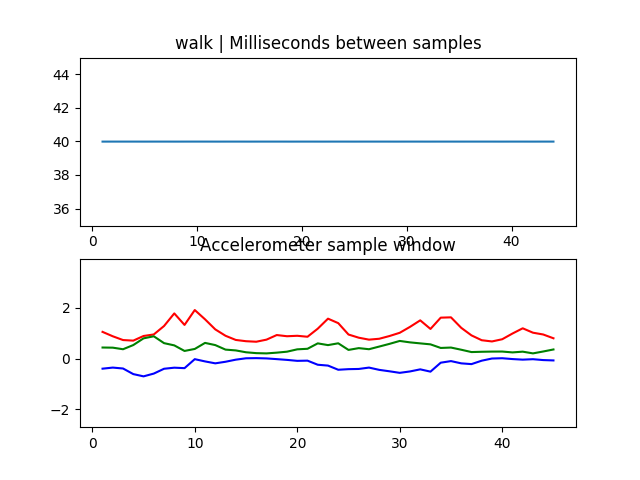 walk | Milliseconds between samples
44
42
40
38
36
0 10 20 30 40
Accelerometer sample window
2
0
−2
0 10 20 30 40